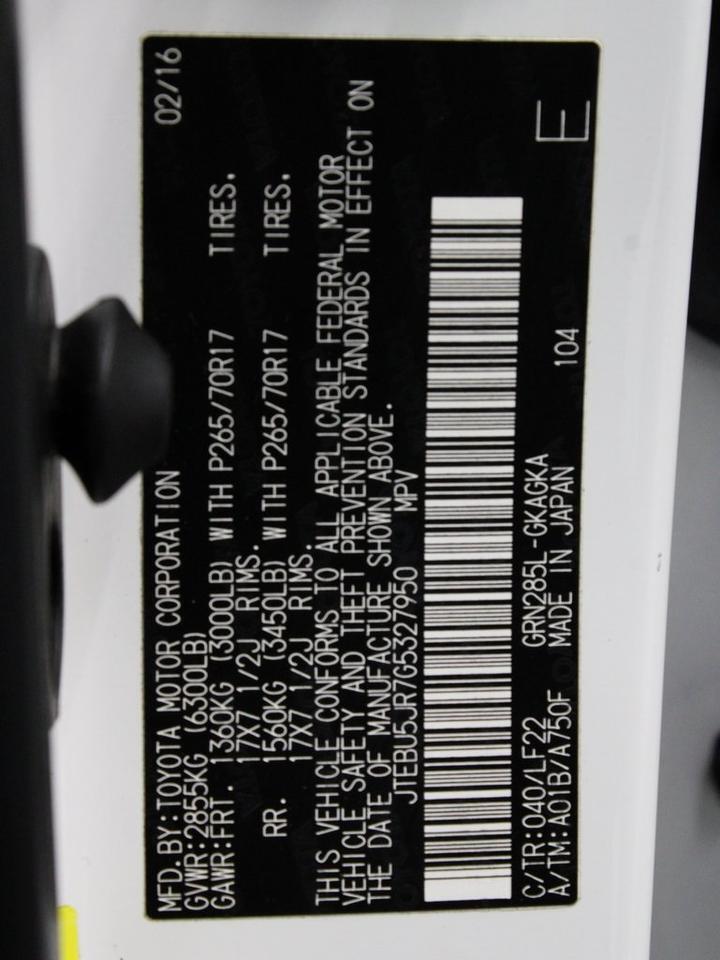 MFD.BY:TOYOTA MOTOR CORPORATION 02/16
GVWR:2855KG (6300LB)
GAWR:FRT. 1360KG (3000LB) WITH P265/70R17 TIRES.
17X7 1/2J RIMS.
RR. 1560KG (3450LB) WITH P265/70R17 TIRES.
17X7 1/2J RIMS.
THIS VEHICLE CONFORMS TO ALL APPLICABLE FEDERAL MOTOR
VEHICLE SAFETY AND THEFT PREVENTION STANDARDS IN EFFECT ON
THE DATE OF MANUFACTURE SHOWN ABOVE.
JTEBU5JR7G5327950 MPV
C/TR:040/LF22 GRN285L-GKAGKA
A/TM:A01B/A750F MADE IN JAPAN 104 E